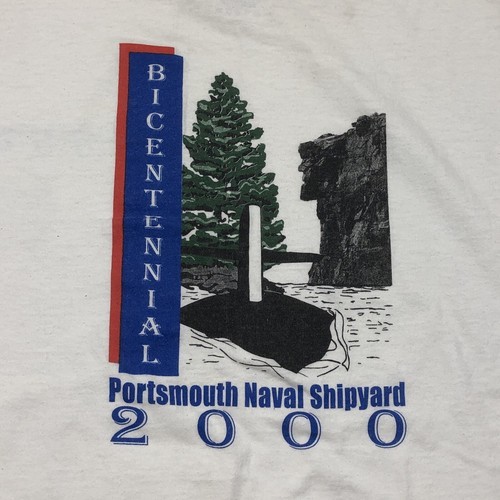 BICENTENNIAL
Portsmouth Naval Shipyard
2000